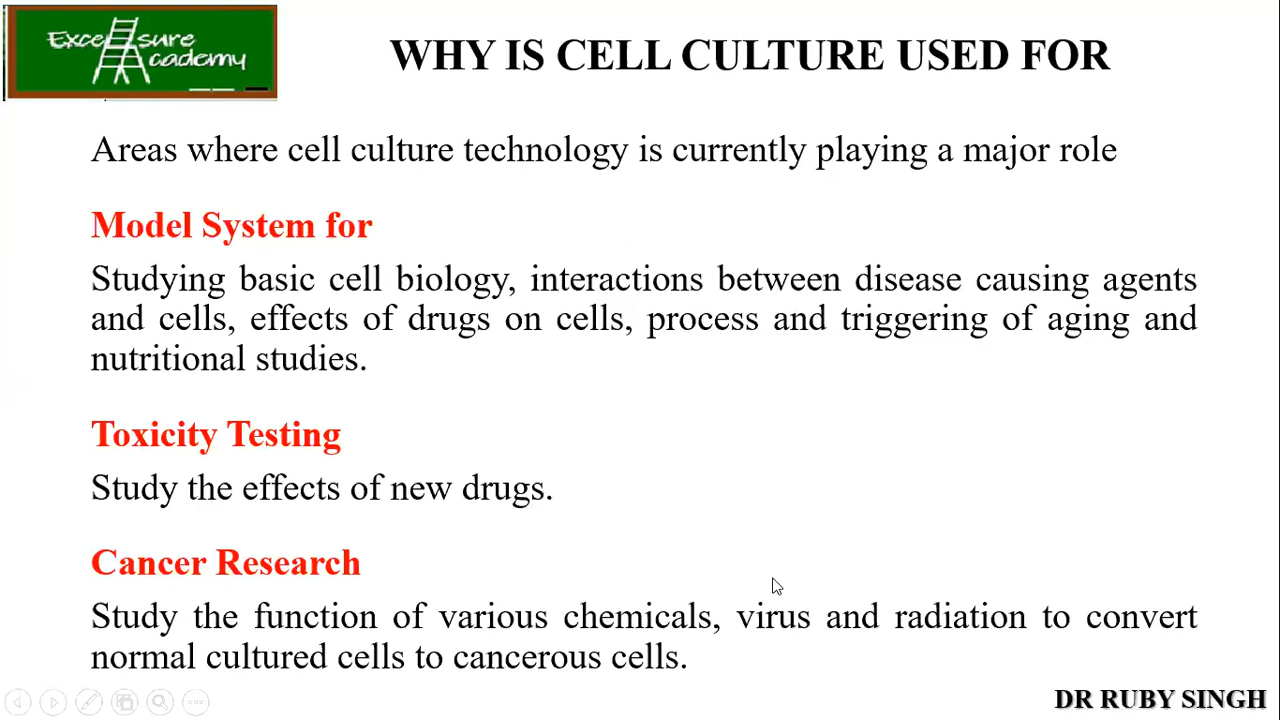 Excel sure
Academy
WHY IS CELL CULTURE USED FOR
Areas where cell culture technology is currently playing a major role
Model System for
Studying basic cell biology, interactions between disease causing agents
and cells, effects of drugs on cells, process and triggering of aging and
nutritional studies.
Toxicity Testing
Study the effects of new drugs.
Cancer Research
Study the function of various chemicals, virus and radiation to convert
normal cultured cells to cancerous cells.
DR RUBY SINGH